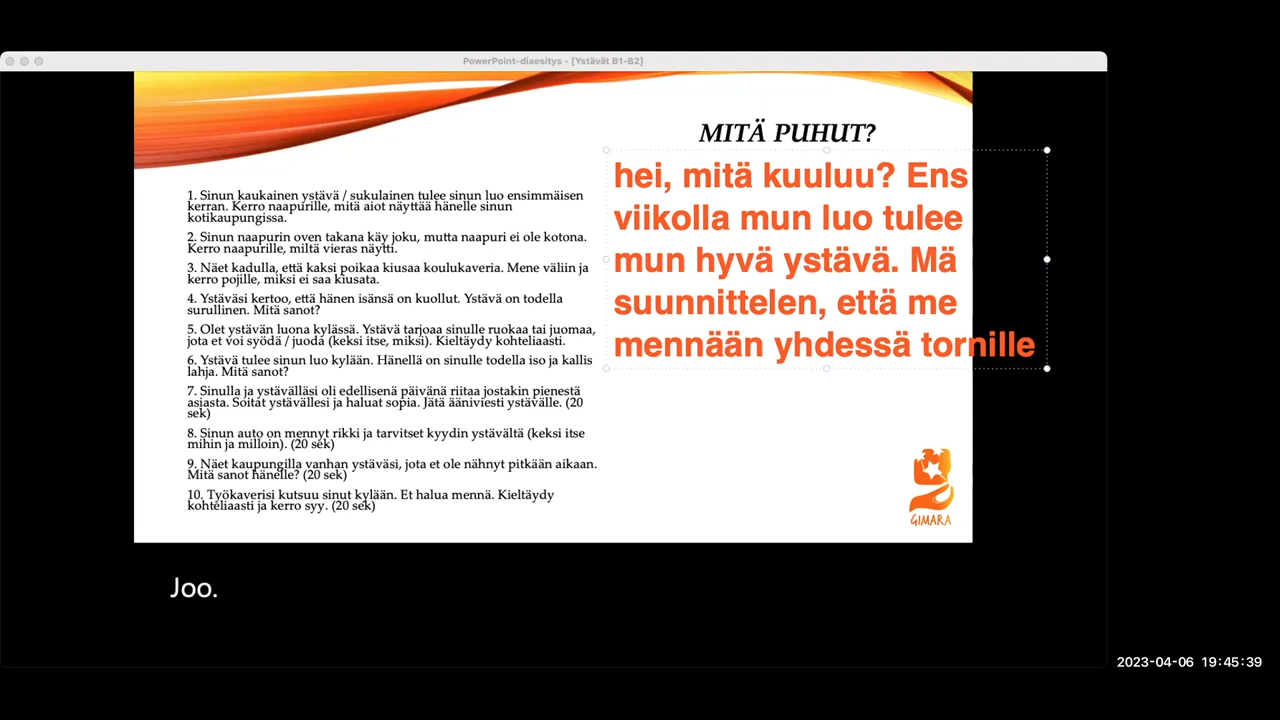 PowerPoint-diaesitys - [Ystävät B1-B2]
MITÄ PUHUT?
1. Sinun kaukainen ystävä / sukulainen tulee sinun luo ensimmäisen
kerran. Kerro naapurille, mitä aiot näyttää hänelle sinun
kotikaupungissa.
2. Sinun naapurin oven takana käy joku, mutta naapuri ei ole kotona.
Kerro naapurille, miltä vieras näytti.
3. Näet kadulla, että kaksi poikaa kiusaa koulukaveria. Mene väliin ja
kerro pojille, miksi ei saa kiusata.
4. Ystäväsi kertoo, että hänen isänsä on kuollut. Ystävä on todella
surullinen. Mitä sanot?
5. Olet ystävän luona kylässä. Ystävä tarjoaa sinulle ruokaa tai juomaa,
jota et voi syödä / juoda (keksi itse, miksi). Kieltäydy kohteliaasti.
6. Ystävä tulee sinun luo kylään. Hänellä on sinulle todella iso ja kallis
lahja. Mitä sanot?
7. Sinulla ja ystävälläsi oli edellisenä päivänä riitaa jostakin pienestä
asiasta. Soitat ystävällesi ja haluat sopia. Jätä ääniviesti ystävälle. (20
sek)
8. Sinun auto on mennyt rikki ja tarvitset kyydin ystävältä (keksi itse
mihin ja milloin). (20 sek)
9. Näet kaupungilla vanhan ystäväsi, jota et ole nähnyt pitkään aikaan.
Mitä sanot hänelle? (20 sek)
10. Työkaverisi kutsuu sinut kylään. Et halua mennä. Kieltäydy
kohteliaasti ja kerro syy. (20 sek)
hei, mitä kuuluu? Ens
viikolla mun luo tulee
mun hyvä ystävä. Mä
suunnittelen, että me
mennään yhdessä tornille
GIMARA
Joo.
2023-04-06 19:45:39